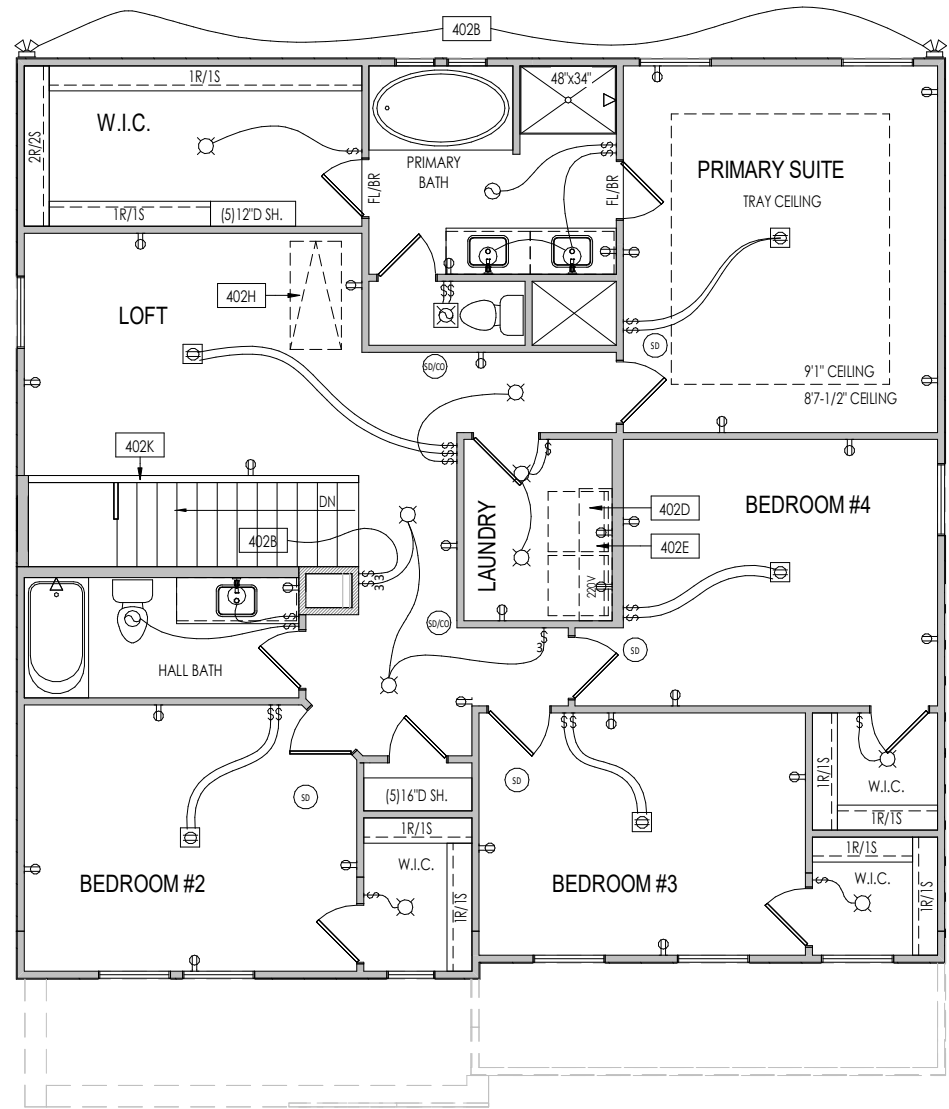 402B
1R/1S
48"x34"
W.I.C.
2R/2S
PRIMARY
BATH
FL/BR
FL/BR
PRIMARY SUITE
TRAY CEILING
1R/1S
(5)12"D SH.
402H
LOFT
SD
SD/CO
9'1" CEILING
8'7-1/2" CEILING
S
S
S
S
S
S
S
S
S
S
S
S
402K
DN
402B
LAUNDRY
402D
402E
220V
BEDROOM #4
S
S
3
3
S
S
S
S
S
S
SD/CO
S
3
SD
HALL BATH
S
S
S
S
S
SD
SD
(5)16"D SH.
1R/1S
W.I.C.
1R/1S
1R/1S
W.I.C.
1R/1S
BEDROOM #2
S
1R/1S
BEDROOM #3
S
W.I.C.
1R/1S